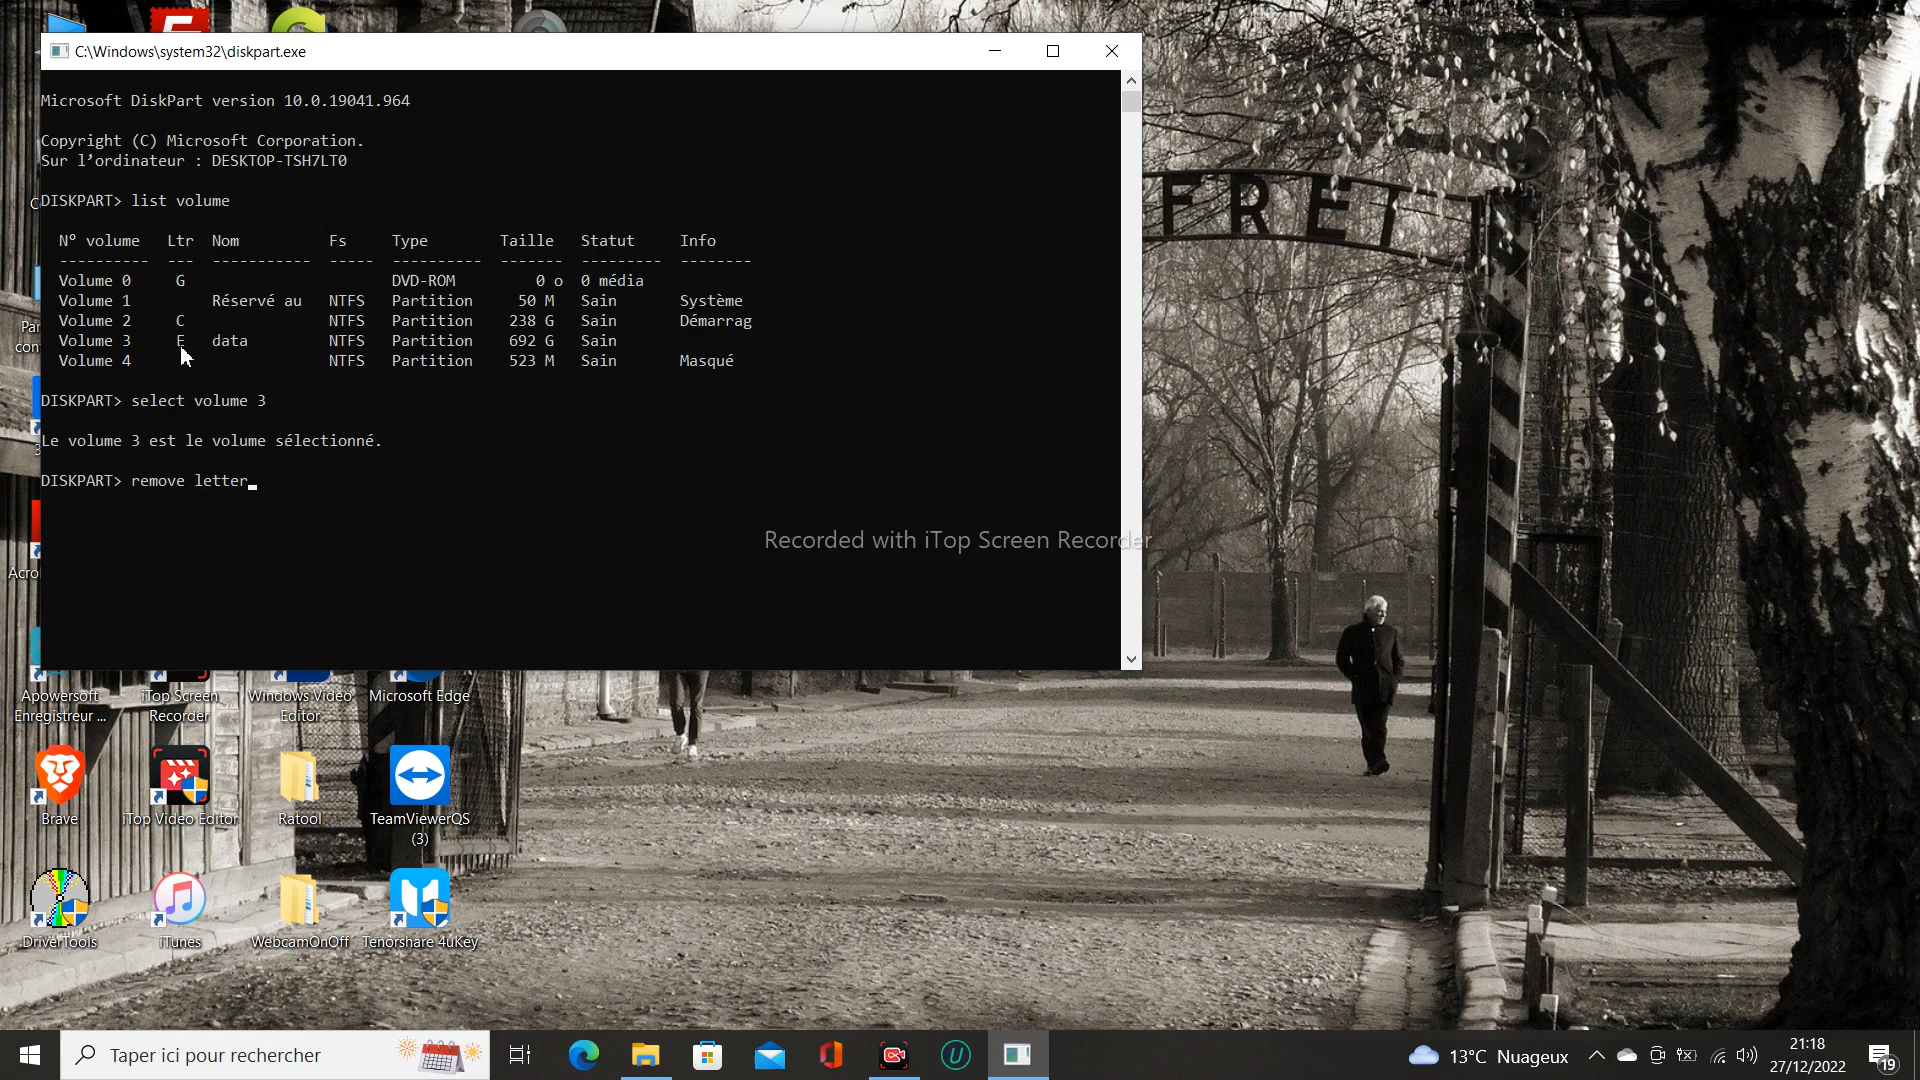 C:\Windows\system32\diskpart.exe
Microsoft DiskPart version 10.0.19041.964
Copyright (C) Microsoft Corporation.
Sur l’ordinateur : DESKTOP-TSH7LT0
DISKPART> list volume
N° volume Ltr Nom Fs Type Taille Statut Info
---------- --- ----------- ----- ---------- ------- --------- --------
Volume 0 G DVD-ROM 0 o 0 média
Volume 1 Réservé au NTFS Partition 50 M Sain Système
Volume 2 C NTFS Partition 238 G Sain Démarrag
Volume 3 E data NTFS Partition 692 G Sain
Volume 4 NTFS Partition 523 M Sain Masqué
DISKPART> select volume 3
Le volume 3 est le volume sélectionné.
DISKPART> remove letter
Recorded with iTop Screen Recorder
FREI
Apowersoft
Enregistreur ...
iTop Screen
Recorder
Windows Video
Editor
Microsoft Edge
Brave
iTop Video Editor
Ratool
TeamViewerQS
(3)
DriverTools
iTunes
WebcamOnOff
Tenorshare 4uKey
Taper ici pour rechercher
13°C Nuageux
21:18
27/12/2022
19